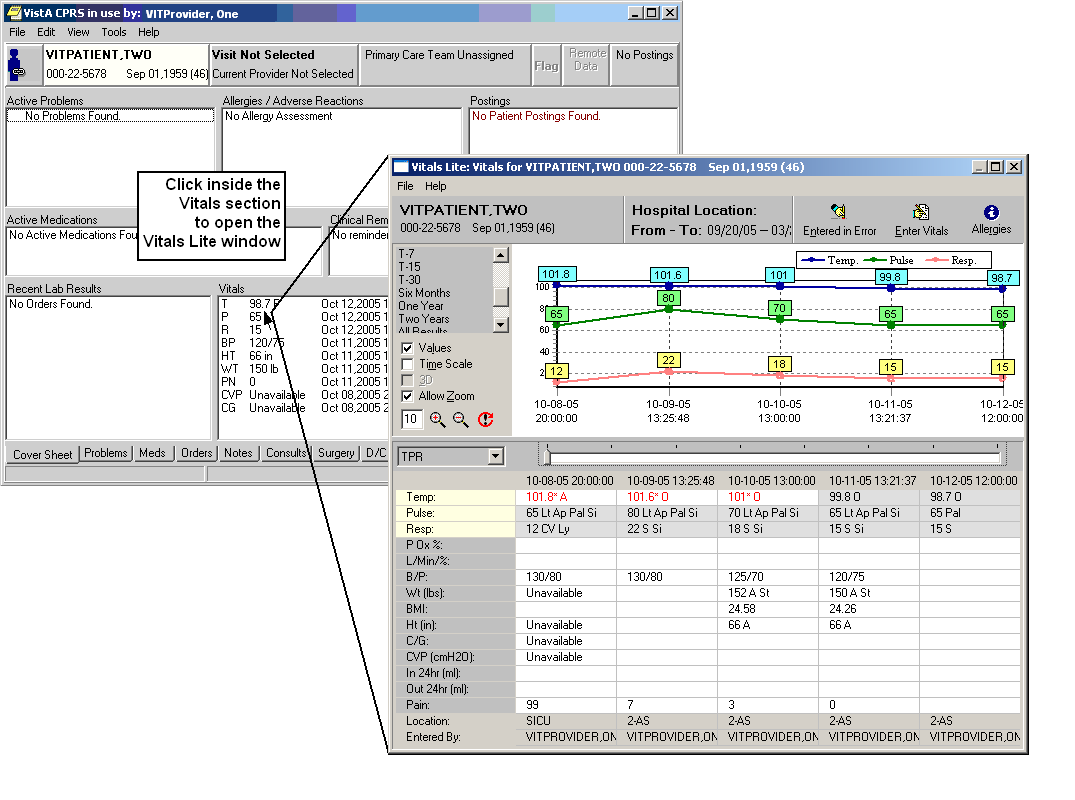 VistA CPRS in use by: VITProvider, One
File Edit View Tools Help
VITPATIENT,TWO
000-22-5678 Sep 01,1959 (46)
Visit Not Selected
Current Provider Not Selected
Primary Care Team Unassigned
Flag
Remote
Data
No Postings
Active Problems
No Problems Found.
Allergies / Adverse Reactions
No Allergy Assessment
Postings
No Patient Postings Found.
Click inside the
Vitals section
to open the
Vitals Lite window
Active Medications
No Active Medications Fou
Clinical Rem
No reminder
Recent Lab Results
No Orders Found.
Vitals
T 98.7 F Oct 12,2005 1
P 65 Oct 12,2005 1
R 15 Oct 12,2005 1
BP 120/75 Oct 11,2005 1
HT 66 in Oct 11,2005 1
WT 150 lb Oct 11,2005 1
PN 0 Oct 11,2005 1
CVP Unavailable Oct 08,2005 2
CG Unavailable Oct 08,2005 2
Cover Sheet Problems Meds Orders Notes Consults Surgery D/C
Vitals Lite: Vitals for VITPATIENT,TWO 000-22-5678 Sep 01,1959 (46)
File Help
VITPATIENT,TWO
000-22-5678 Sep 01,1959 (46)
Hospital Location:
From - To: 09/20/05 – 03/
Entered in Error
Enter Vitals
Allergies
T-7
T-15
T-30
Six Months
One Year
Two Years
All Results
Values
Time Scale
3D
Allow Zoom
10
Temp. Pulse Resp.
101.8 101.6 101 99.8 98.7
100
80
65 80 70 65 65
60
40
12 22 18 15 15
2
10-08-05 10-09-05 10-10-05 10-11-05 10-12-05
20:00:00 13:25:48 13:00:00 13:21:37 12:00:00
TPR
10-08-05 20:00:00 10-09-05 13:25:48 10-10-05 13:00:00 10-11-05 13:21:37 10-12-05 12:00:00
Temp: 101.8* A 101.6* O 101* O 99.8 O 98.7 O
Pulse: 65 Lt Ap Pal Si 80 Lt Ap Pal Si 70 Lt Ap Pal Si 65 Lt Ap Pal Si 65 Pal
Resp: 12 CV Ly 22 S Si 18 S Si 15 S Si 15 S
P Ox %:
L/Min/%:
B/P: 130/80 130/80 125/70 120/75
Wt (lbs): Unavailable 152 A St 150 A St
BMI: 24.58 24.26
Ht (in): Unavailable 66 A 66 A
C/G: Unavailable
CVP (cmH2O): Unavailable
In 24hr (ml):
Out 24hr (ml):
Pain: 99 7 3 0
Location: SICU 2-AS 2-AS 2-AS 2-AS
Entered By: VITPROVIDER,ON VITPROVIDER,ON VITPROVIDER,ON VITPROVIDER,ON VITPROVIDER,ON